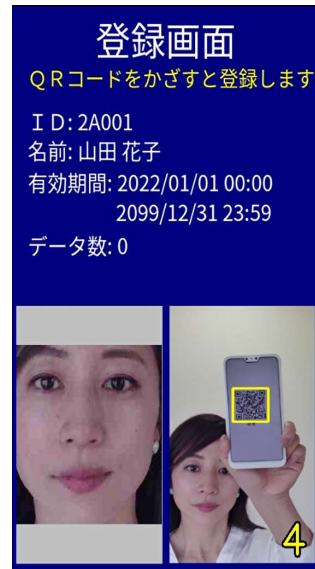 登録画面
QRコードをかざすと登録します
ID: 2A001
名前: 山田 花子
有効期間: 2022/01/01 00:00
2099/12/31 23:59
データ数: 0
4